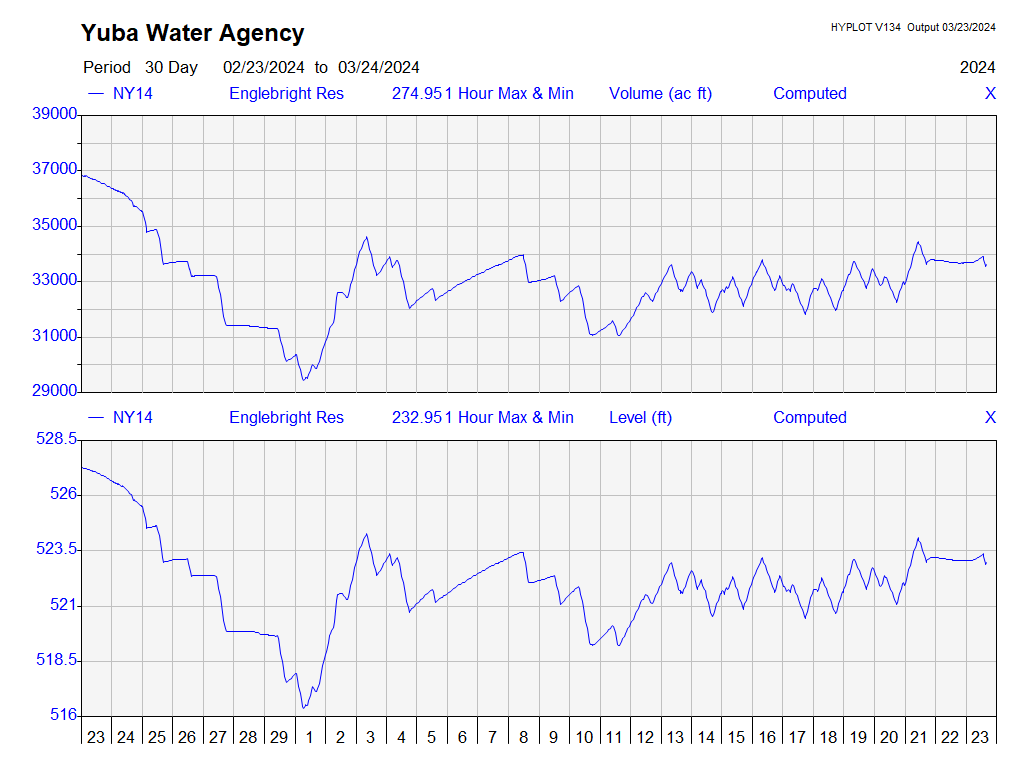 Yuba Water Agency
HYPLOT V134 Output 03/23/2024
Period 30 Day 02/23/2024 to 03/24/2024 2024
NY14 Englebright Res 274.951 Hour Max & Min Volume (ac ft) Computed X
39000
37000
35000
33000
31000
29000
NY14 Englebright Res 232.951 Hour Max & Min Level (ft) Computed X
528.5
526
523.5
521
518.5
516
23 24 25 26 27 28 29 1 2 3 4 5 6 7 8 9 10 11 12 13 14 15 16 17 18 19 20 21 22 23